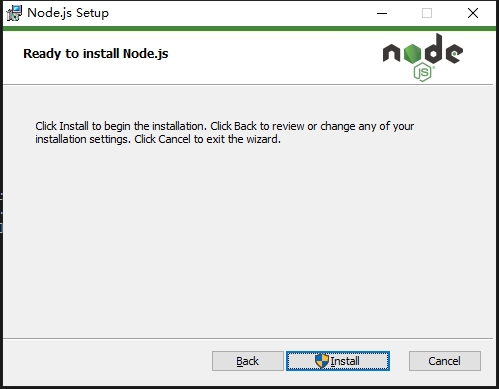 Node.js Setup
Ready to install Node.js
node
JS
Click Install to begin the installation. Click Back to review or change any of your
installation settings. Click Cancel to exit the wizard.
Back
Install
Cancel